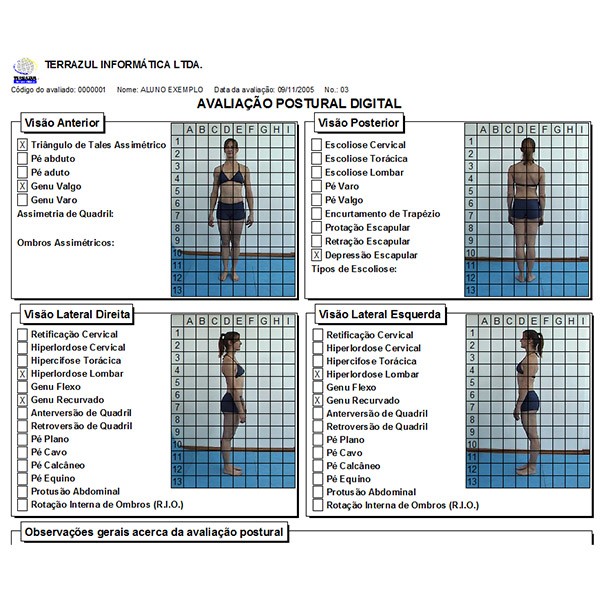 TERRAZUL INFORMÁTICA LTDA.
Código do avaliado: 0000001 Nome: ALUNO EXEMPLO Data da avaliação: 09/11/2005 No.: 03
AVALIAÇÃO POSTURAL DIGITAL
Visão Anterior
X Triângulo de Tales Assimétrico
Pé abduto
Pé aduto
X Genu Valgo
Genu Varo
Assimetria de Quadril:
Ombros Assimétricos:
A B C D E F G H I
1
2
3
4
5
6
7
8
9
10
11
12
13
Visão Posterior
Escoliose Cervical
Escoliose Torácica
Escoliose Lombar
Pé Varo
Pé Valgo
Encurtamento de Trapézio
Protação Escapular
Retração Escapular
X Depressão Escapular
Tipos de Escoliose:
A B C D E F G H I
1
2
3
4
5
6
7
8
9
10
11
12
13
Visão Lateral Direita
Retificação Cervical
Hiperlordose Cervical
Hipercifose Torácica
X Hiperlordose Lombar
Genu Flexo
X Genu Recurvado
Anterversão de Quadril
Retroversão de Quadril
Pé Plano
Pé Cavo
Pé Calcâneo
Pé Equino
Protusão Abdominal
Rotação Interna de Ombros (R.I.O.)
A B C D E F G H I
1
2
3
4
5
6
7
8
9
10
11
12
13
Visão Lateral Esquerda
Retificação Cervical
Hiperlordose Cervical
Hipercifose Torácica
X Hiperlordose Lombar
Genu Flexo
X Genu Recurvado
Anterversão de Quadril
Retroversão de Quadril
Pé Plano
Pé Cavo
Pé Calcâneo
Pé Equino
Protusão Abdominal
Rotação Interna de Ombros (R.I.O.)
A B C D E F G H I
1
2
3
4
5
6
7
8
9
10
11
12
13
Observações gerais acerca da avaliação postural